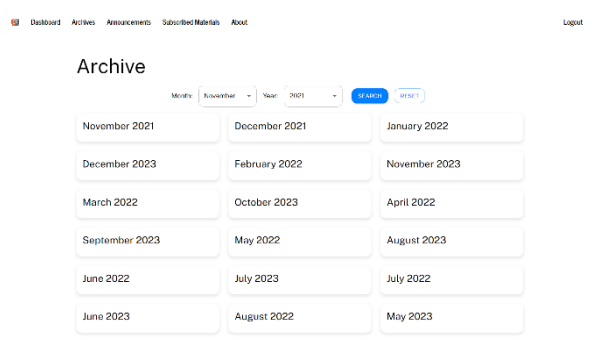 Dashboard Archives Announcements Subscribed Materials About Logout
Archive
Month: November Year: 2021 SEARCH RESET
November 2021 December 2021 January 2022
December 2023 February 2022 November 2023
March 2022 October 2023 April 2022
September 2023 May 2022 August 2023
June 2022 July 2023 July 2022
June 2023 August 2022 May 2023